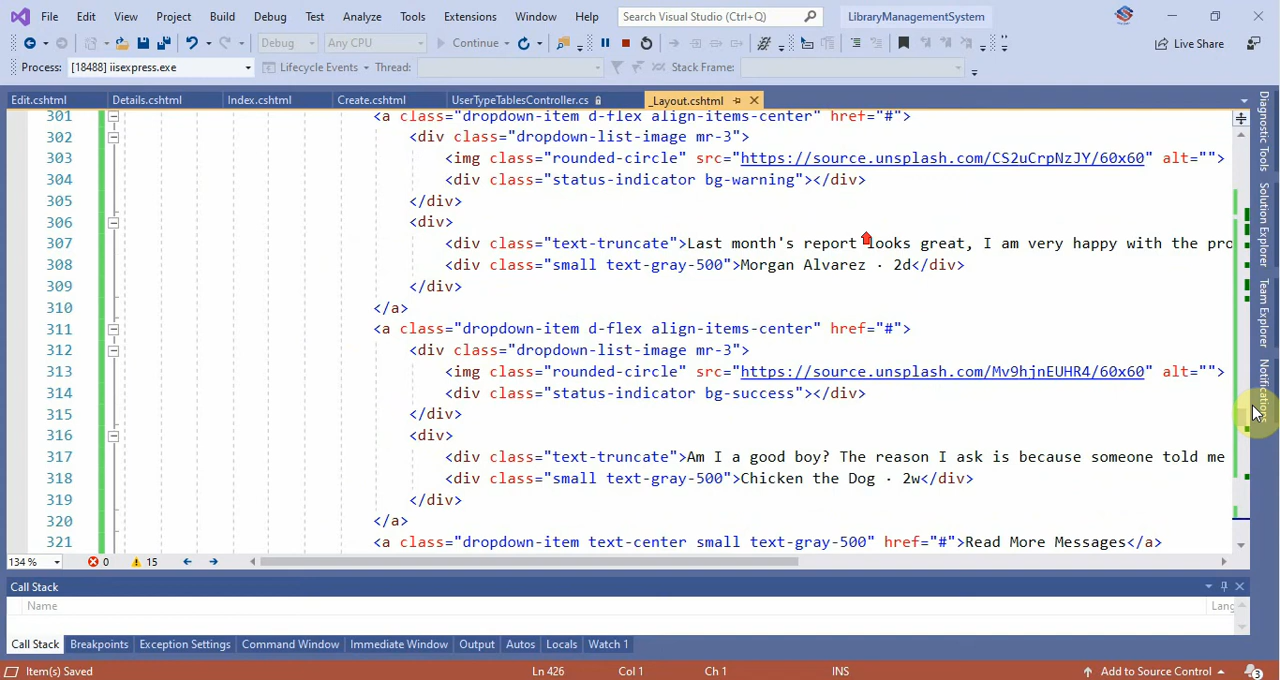 File Edit View Project Build Debug Test Analyze Tools Extensions Window Help Search Visual Studio (Ctrl+Q) LibraryManagementSystem
Debug Any CPU Continue Live Share
Process: [18488] iisexpress.exe Lifecycle Events Thread: Stack Frame:
Edit.cshtml Details.cshtml Index.cshtml Create.cshtml UserTypeTablesController.cs _Layout.cshtml
301 <a class="dropdown-item d-flex align-items-center" href="#">
302 <div class="dropdown-list-image mr-3">
303 <img class="rounded-circle" src="https://source.unsplash.com/CS2uCrpNzJY/60x60" alt="">
304 <div class="status-indicator bg-warning"></div>
305 </div>
306 <div>
307 <div class="text-truncate">Last month's report looks great, I am very happy with the pro
308 <div class="small text-gray-500">Morgan Alvarez · 2d</div>
309 </div>
310 </a>
311 <a class="dropdown-item d-flex align-items-center" href="#">
312 <div class="dropdown-list-image mr-3">
313 <img class="rounded-circle" src="https://source.unsplash.com/Mv9hjnEUHR4/60x60" alt="">
314 <div class="status-indicator bg-success"></div>
315 </div>
316 <div>
317 <div class="text-truncate">Am I a good boy? The reason I ask is because someone told me
318 <div class="small text-gray-500">Chicken the Dog · 2w</div>
319 </div>
320 </a>
321 <a class="dropdown-item text-center small text-gray-500" href="#">Read More Messages</a>
134 % 0 15
Call Stack
Name Lang
Call Stack Breakpoints Exception Settings Command Window Immediate Window Output Autos Locals Watch 1
Item(s) Saved Ln 426 Col 1 Ch 1 INS Add to Source Control 3
Diagnostic Tools
Solution Explorer
Team Explorer
Notifications